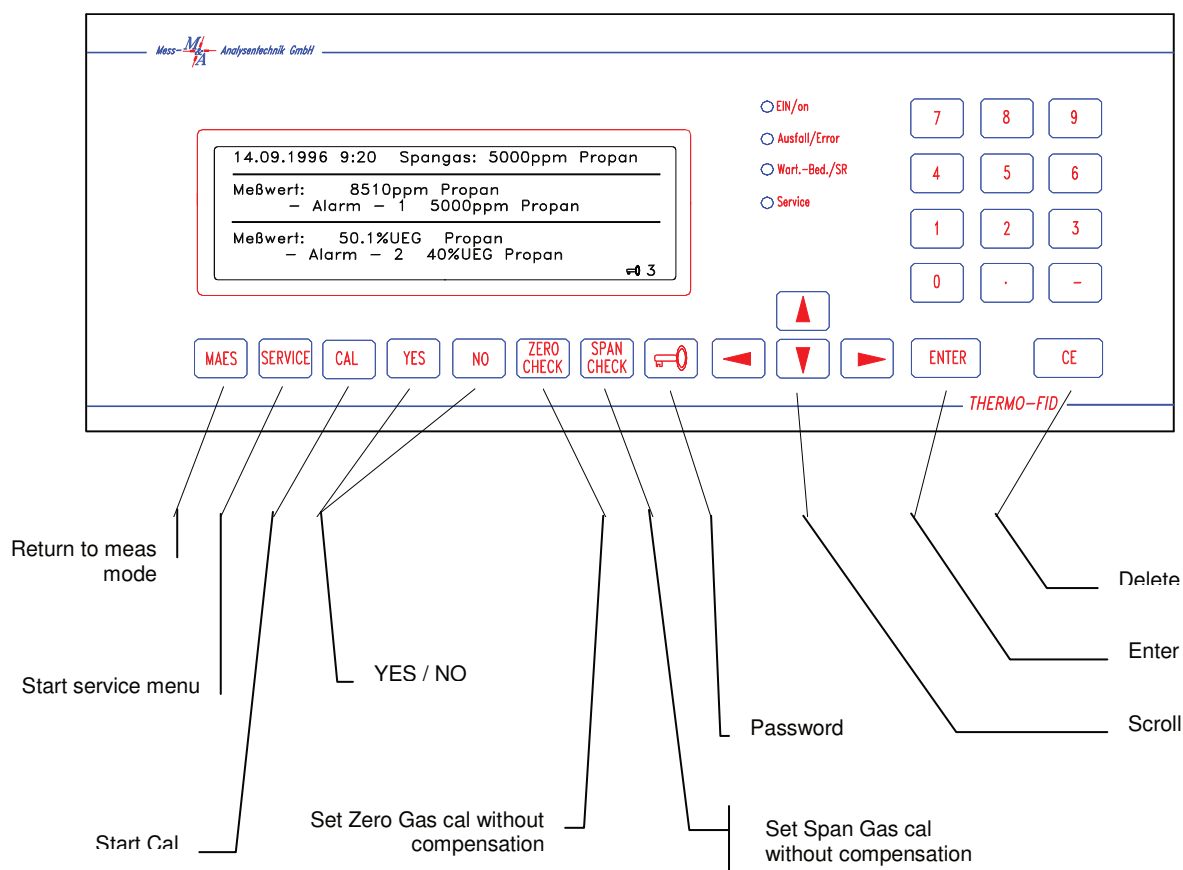 Mess- M&A Analysentechnik GmbH
14.09.1996 9:20 Spangas: 5000ppm Propan
Meßwert: 8510ppm Propan
- Alarm - 1 5000ppm Propan
Meßwert: 50.1%UEG Propan
- Alarm - 2 40%UEG Propan
3
EIN/on
Ausfall/Error
Wart.-Bed./SR
Service
7 8 9
4 5 6
1 2 3
0 . -
MAES SERVICE CAL YES NO ZERO CHECK SPAN CHECK ENTER CE
THERMO-FID
Return to meas
mode
Start service menu
Start Cal
YES / NO
Set Zero Gas cal without
compensation
Password
Set Span Gas cal
without compensation
Delete
Enter
Scroll